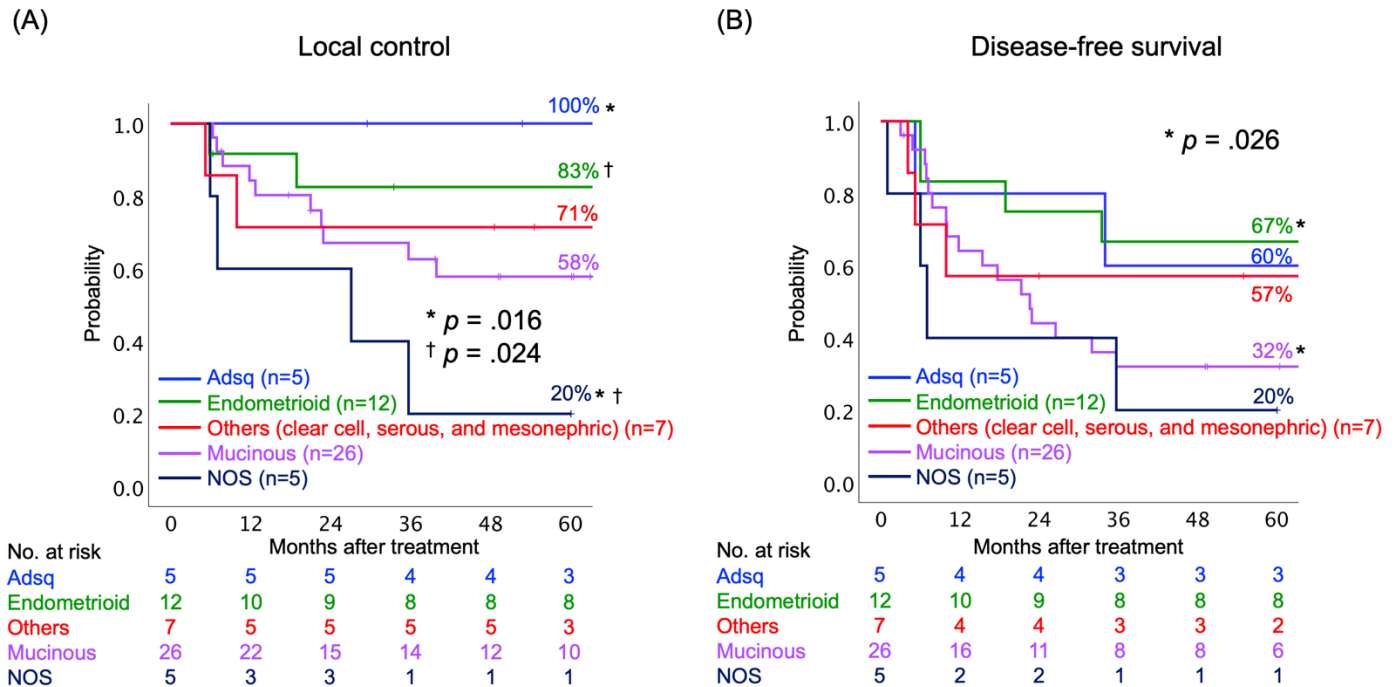 (A)
Local control
Probability
1.0
0.8
0.6
0.4
0.2
0.0
100% *
83% †
71%
58%
* p = .016
† p = .024
20% * †
Adsq (n=5)
Endometrioid (n=12)
Others (clear cell, serous, and mesonephric) (n=7)
Mucinous (n=26)
NOS (n=5)
0 12 24 36 48 60
Months after treatment
No. at risk
Adsq 5 5 5 4 4 3
Endometrioid 12 10 9 8 8 8
Others 7 5 5 5 5 3
Mucinous 26 22 15 14 12 10
NOS 5 3 3 1 1 1
(B)
Disease-free survival
Probability
1.0
0.8
0.6
0.4
0.2
0.0
* p = .026
67% *
60%
57%
32% *
20%
Adsq (n=5)
Endometrioid (n=12)
Others (clear cell, serous, and mesonephric) (n=7)
Mucinous (n=26)
NOS (n=5)
0 12 24 36 48 60
Months after treatment
No. at risk
Adsq 5 4 4 3 3 3
Endometrioid 12 10 9 8 8 8
Others 7 4 4 3 3 2
Mucinous 26 16 11 8 8 6
NOS 5 2 2 1 1 1